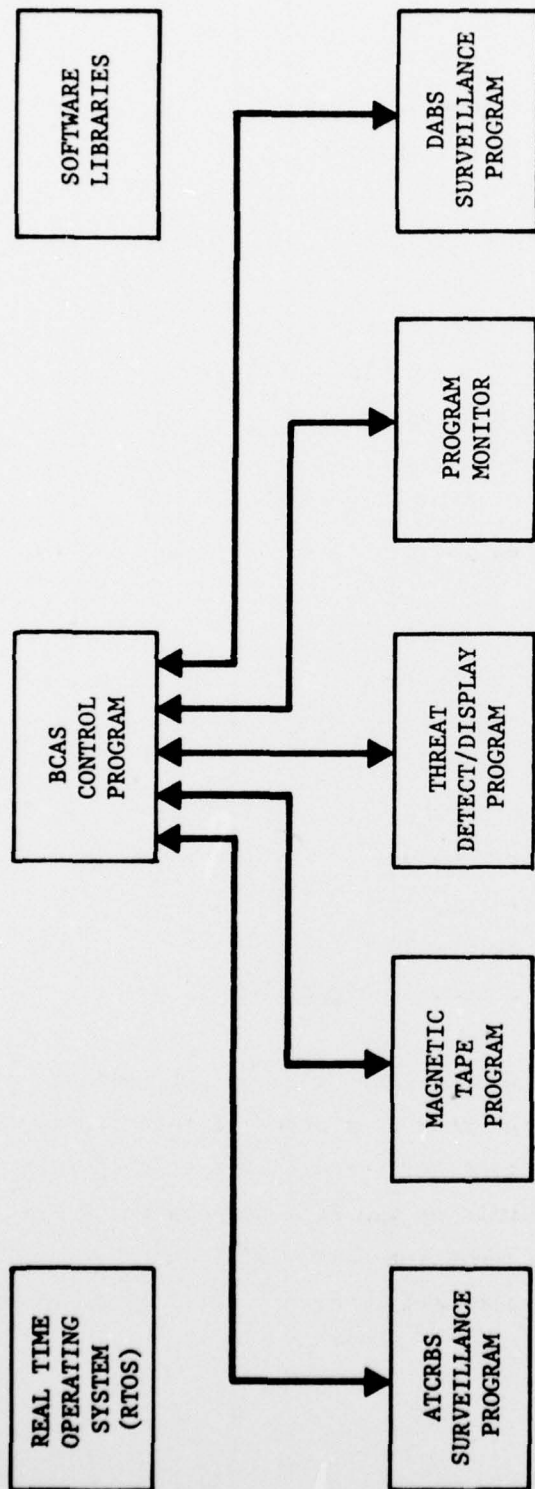 REAL TIME
OPERATING
SYSTEM
(RTOS)
BCAS
CONTROL
PROGRAM
SOFTWARE
LIBRARIES
ATCRBS
SURVEILLANCE
PROGRAM
MAGNETIC
TAPE
PROGRAM
THREAT
DETECT/DISPLAY
PROGRAM
PROGRAM
MONITOR
DABS
SURVEILLANCE
PROGRAM